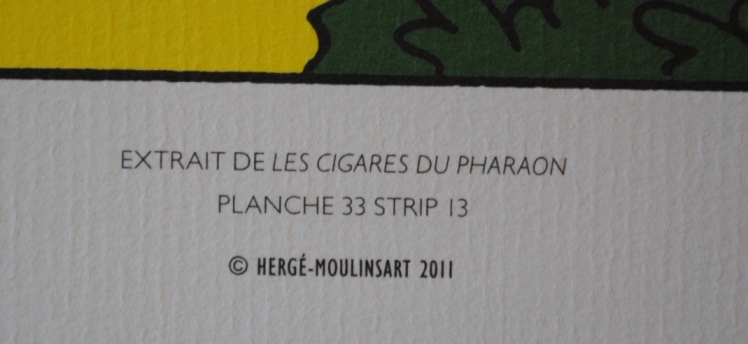 EXTRAIT DE LES CIGARES DU PHARAON
PLANCHE 33 STRIP 13
© HERGÉ-MOULINSART 2011